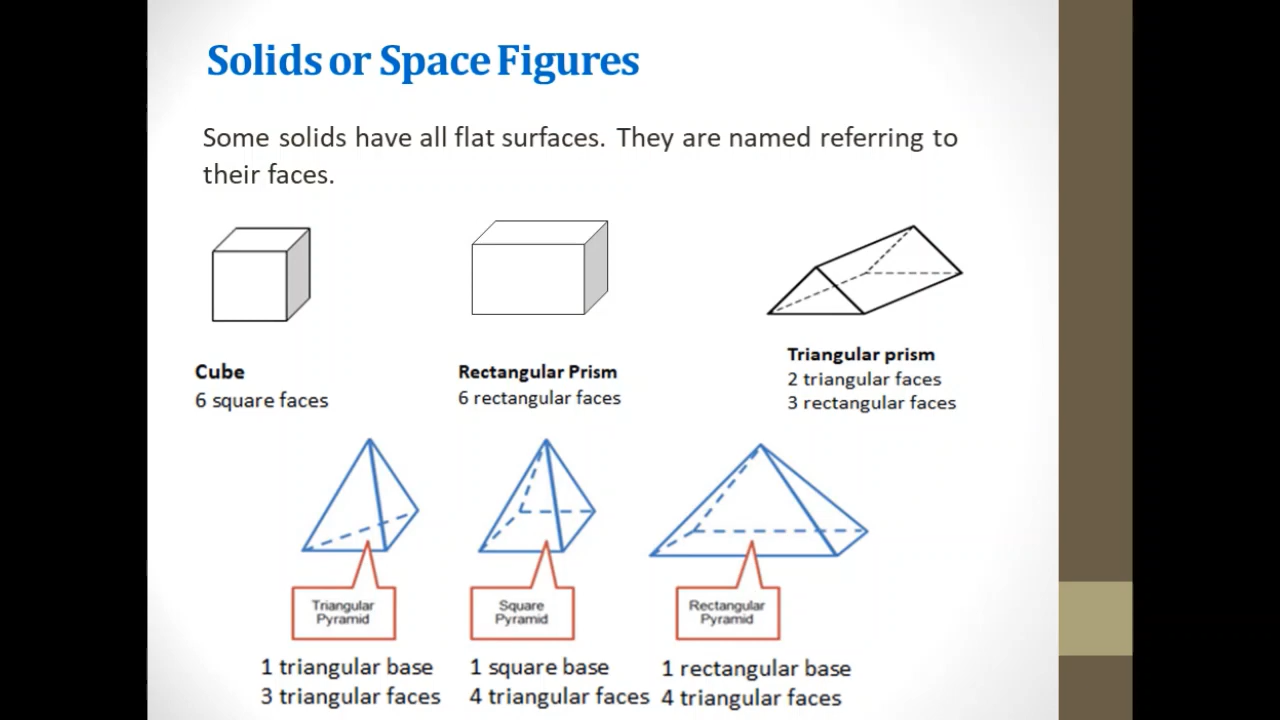 Solids or Space Figures
Some solids have all flat surfaces. They are named referring to
their faces.
Cube
6 square faces
Rectangular Prism
6 rectangular faces
Triangular prism
2 triangular faces
3 rectangular faces
Triangular
Pyramid
Square
Pyramid
Rectangular
Pyramid
1 triangular base
3 triangular faces
1 square base
4 triangular faces
1 rectangular base
4 triangular faces